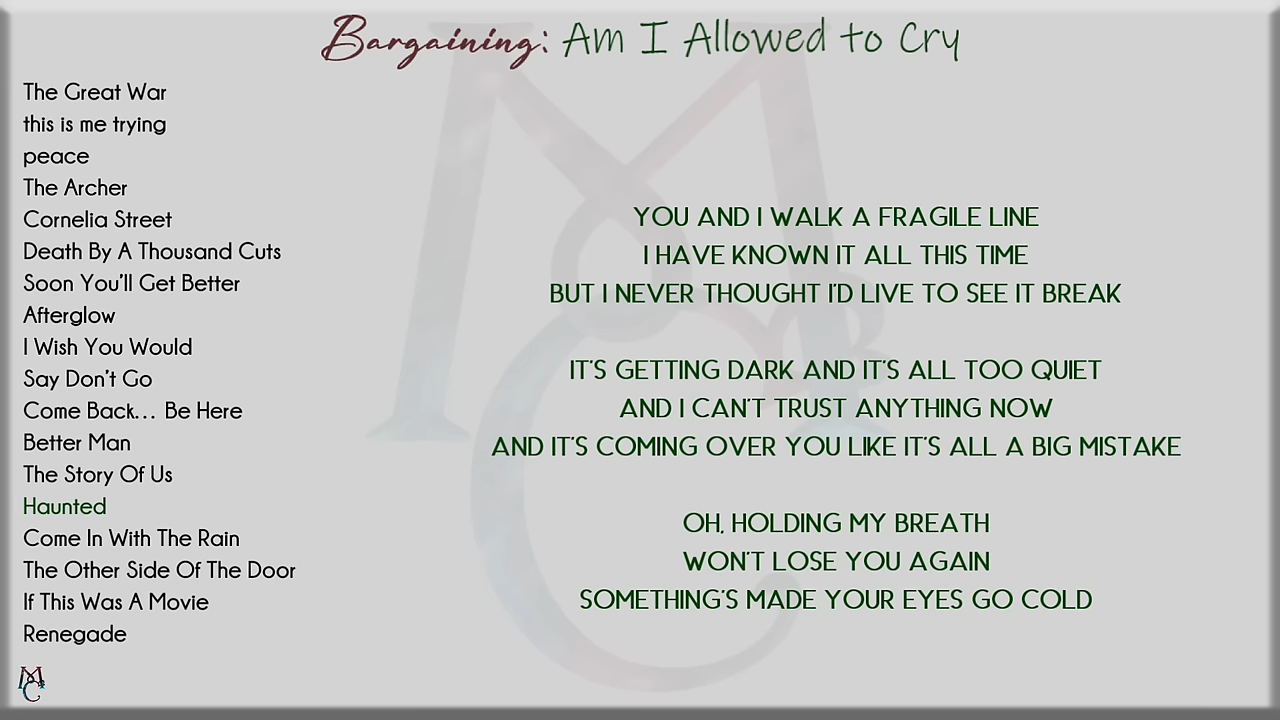 Bargaining: Am I Allowed to Cry
The Great War
this is me trying
peace
The Archer
Cornelia Street
Death By A Thousand Cuts
Soon You'll Get Better
Afterglow
I Wish You Would
Say Don't Go
Come Back... Be Here
Better Man
The Story Of Us
Haunted
Come In With The Rain
The Other Side Of The Door
If This Was A Movie
Renegade
YOU AND I WALK A FRAGILE LINE
I HAVE KNOWN IT ALL THIS TIME
BUT I NEVER THOUGHT I'D LIVE TO SEE IT BREAK
IT'S GETTING DARK AND IT'S ALL TOO QUIET
AND I CAN'T TRUST ANYTHING NOW
AND IT'S COMING OVER YOU LIKE IT'S ALL A BIG MISTAKE
OH, HOLDING MY BREATH
WON'T LOSE YOU AGAIN
SOMETHING'S MADE YOUR EYES GO COLD